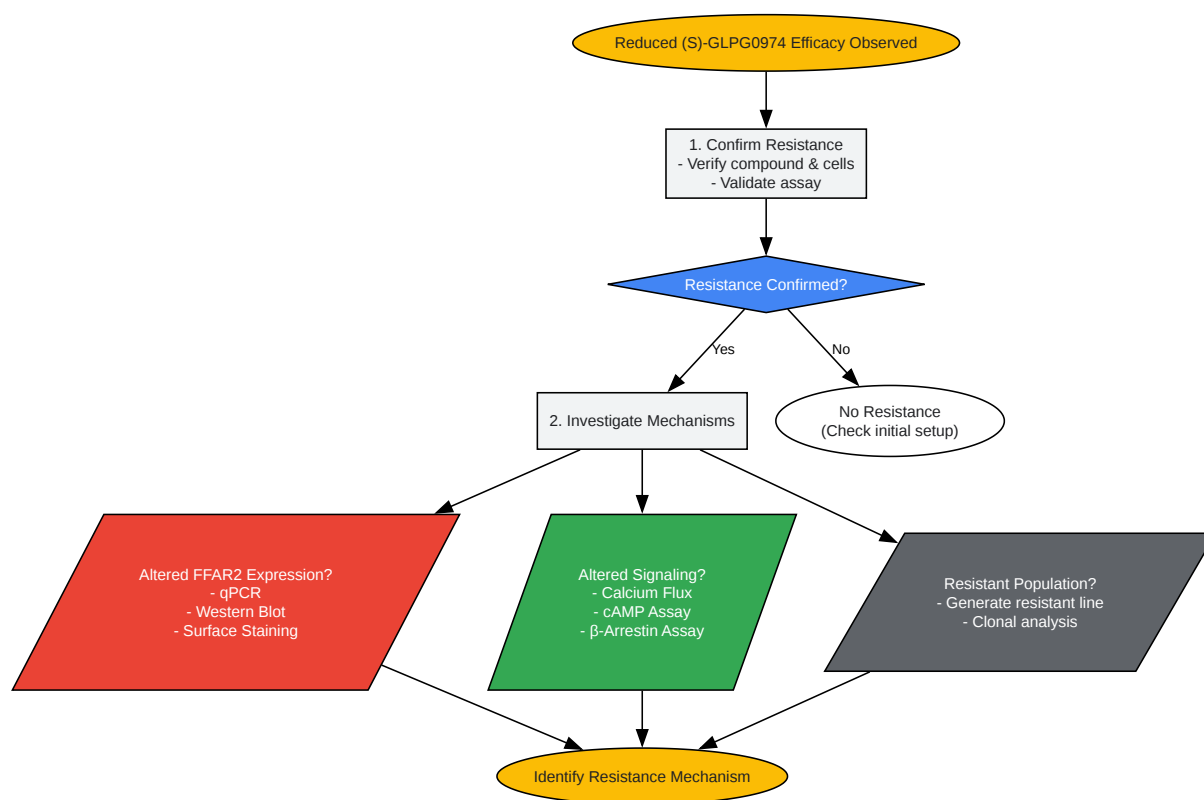 Reduced (S)-GLPG0974 Efficacy Observed
1. Confirm Resistance
- Verify compound & cells
- Validate assay
Resistance Confirmed?
Yes
No
2. Investigate Mechanisms
No Resistance
(Check initial setup)
Altered FFAR2 Expression?
- qPCR
- Western Blot
- Surface Staining
Altered Signaling?
- Calcium Flux
- cAMP Assay
- β-Arrestin Assay
Resistant Population?
- Generate resistant line
- Clonal analysis
Identify Resistance Mechanism